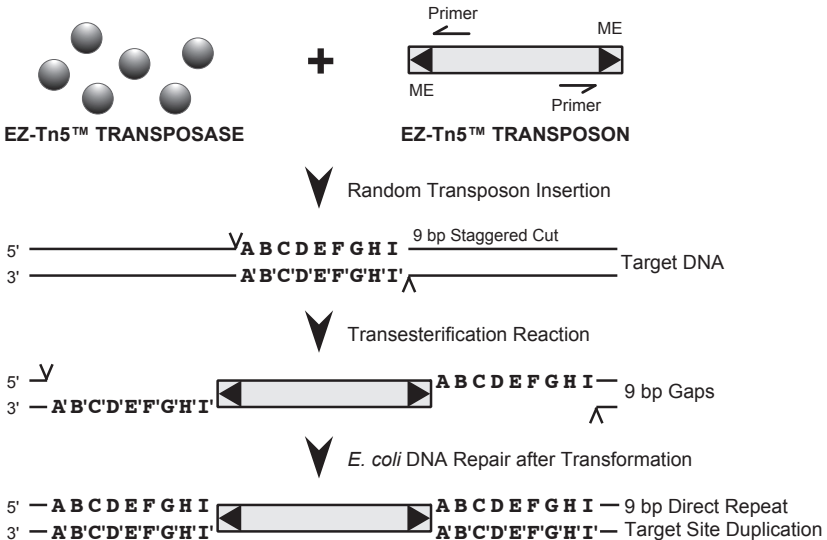 Primer
ME
+
ME
Primer
EZ-Tn5™ TRANSPOSASE
EZ-Tn5™ TRANSPOSON
Random Transposon Insertion
5' A B C D E F G H I 9 bp Staggered Cut
3' A'B'C'D'E'F'G'H'I'
Target DNA
Transesterification Reaction
5' A B C D E F G H I
3' A'B'C'D'E'F'G'H'I'
9 bp Gaps
E. coli DNA Repair after Transformation
5' A B C D E F G H I A B C D E F G H I 9 bp Direct Repeat
3' A'B'C'D'E'F'G'H'I' A'B'C'D'E'F'G'H'I' Target Site Duplication